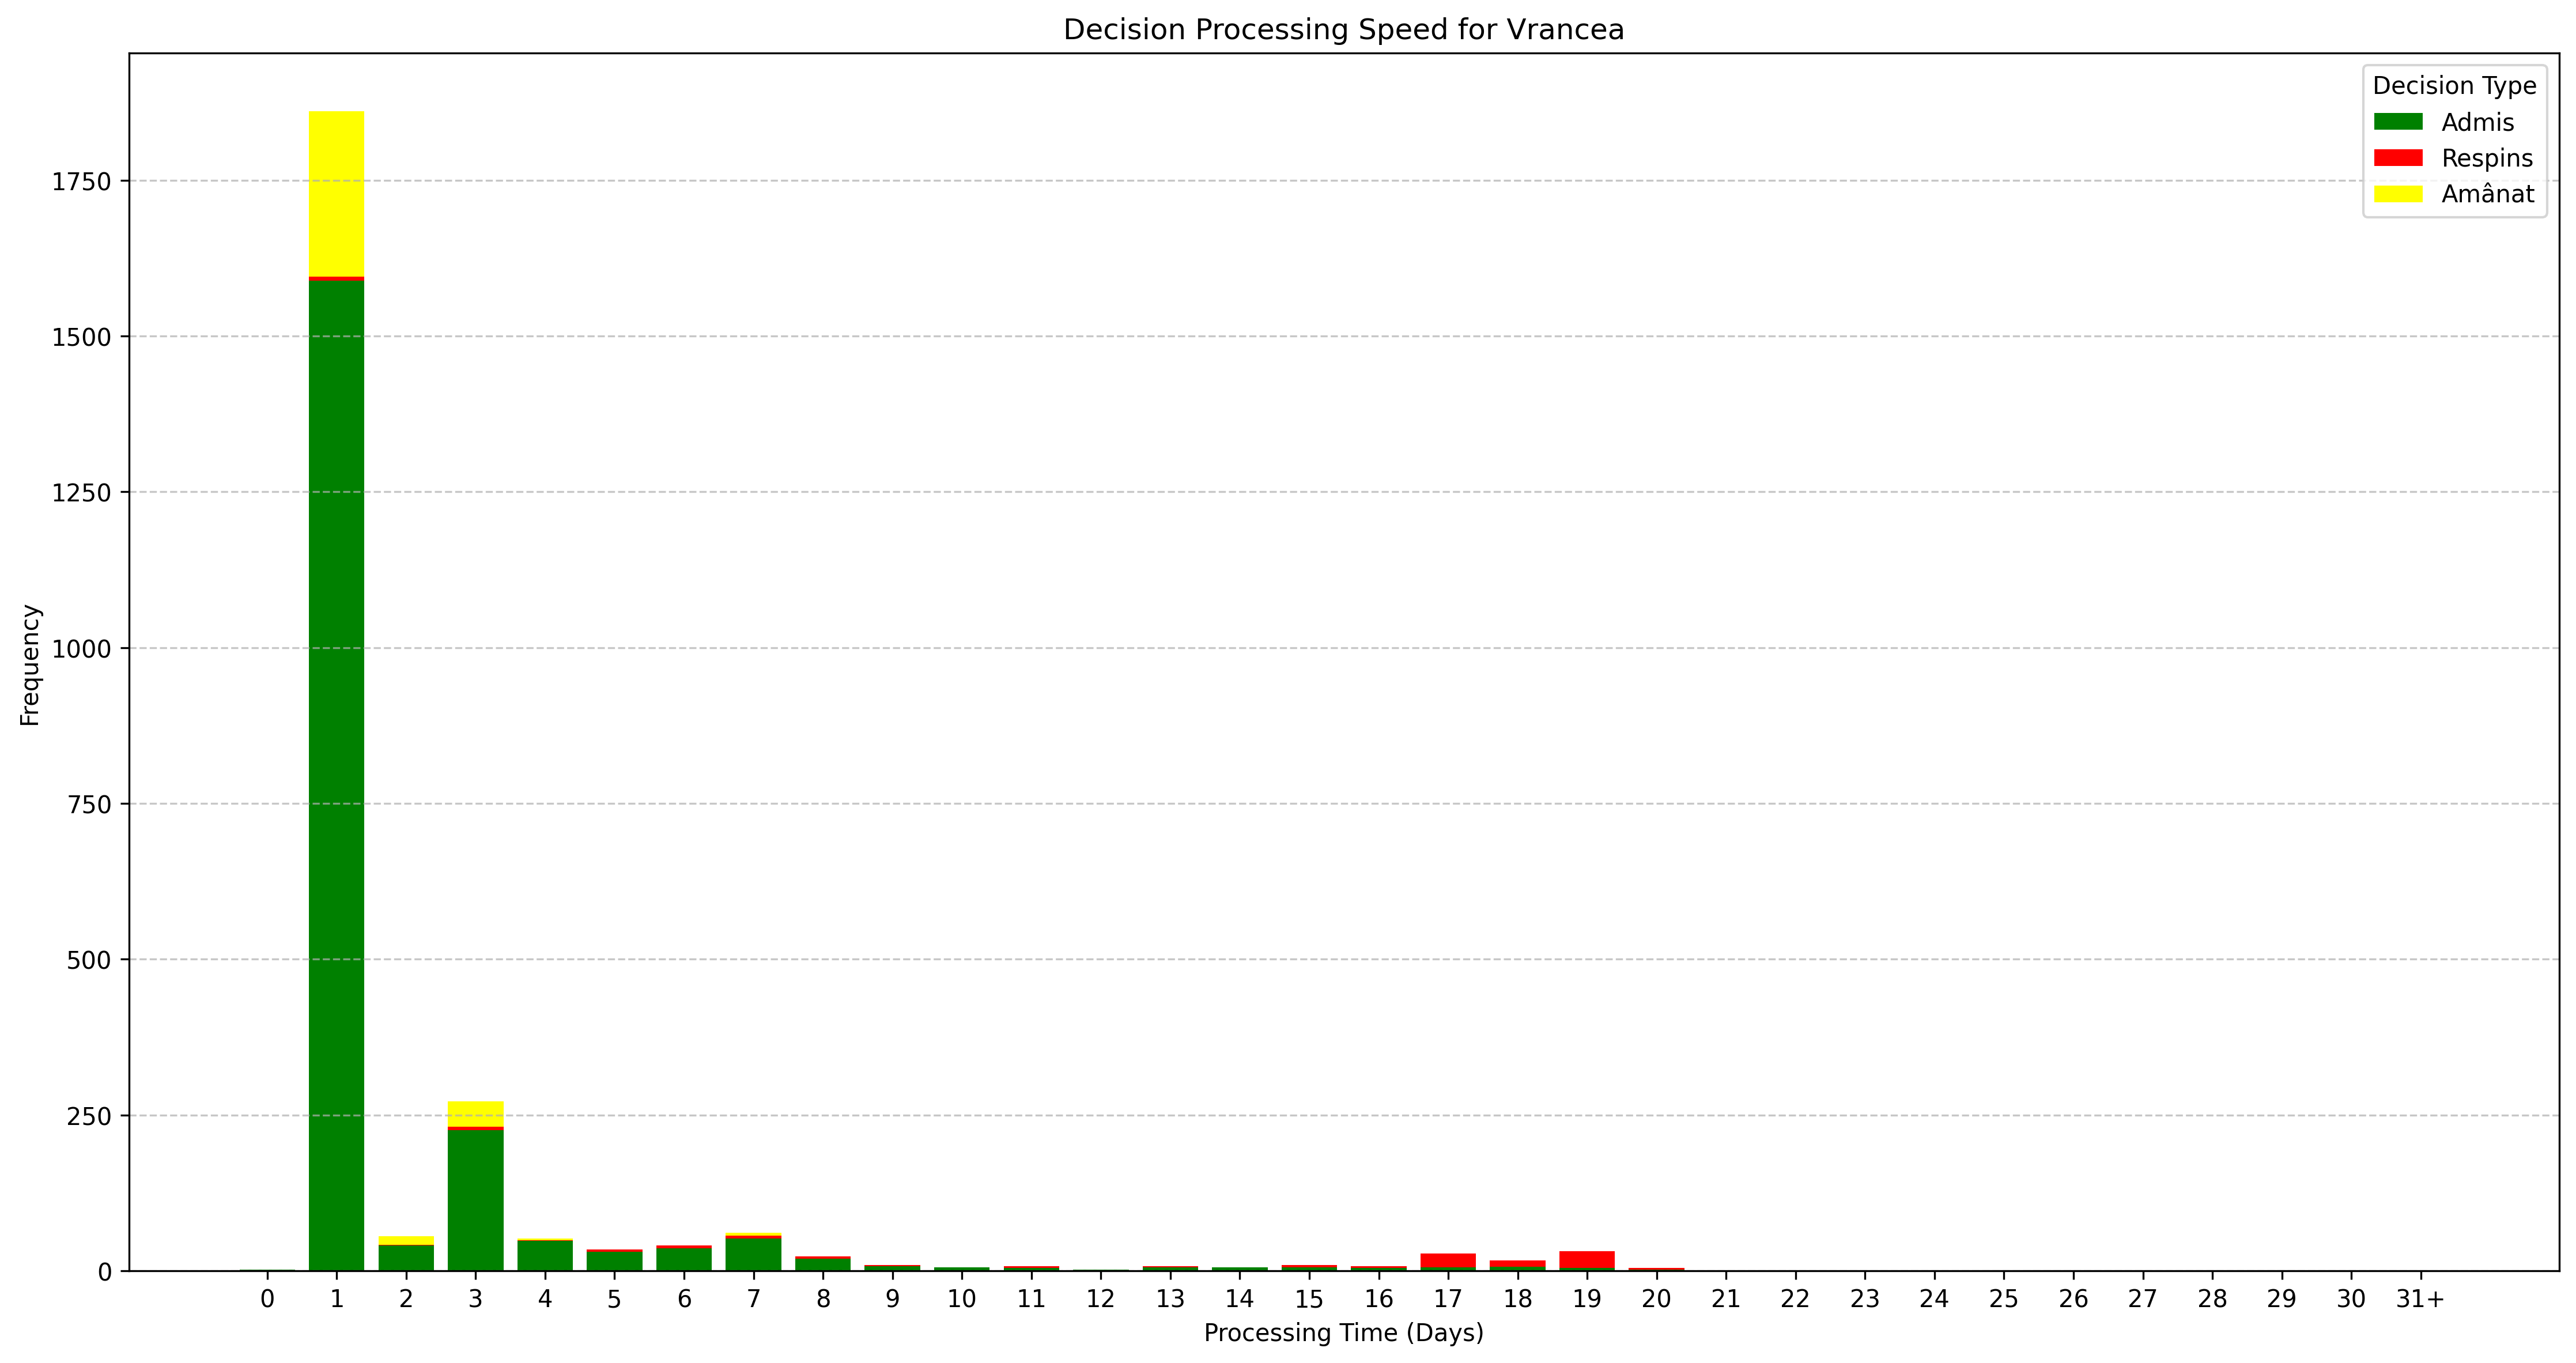 Decision Processing Speed for Vrancea
Decision Type
Admis
Respins
Amânat
1750
1500
1250
1000
750
500
250
0
Frequency
0 1 2 3 4 5 6 7 8 9 10 11 12 13 14 15 16 17 18 19 20 21 22 23 24 25 26 27 28 29 30 31+
Processing Time (Days)